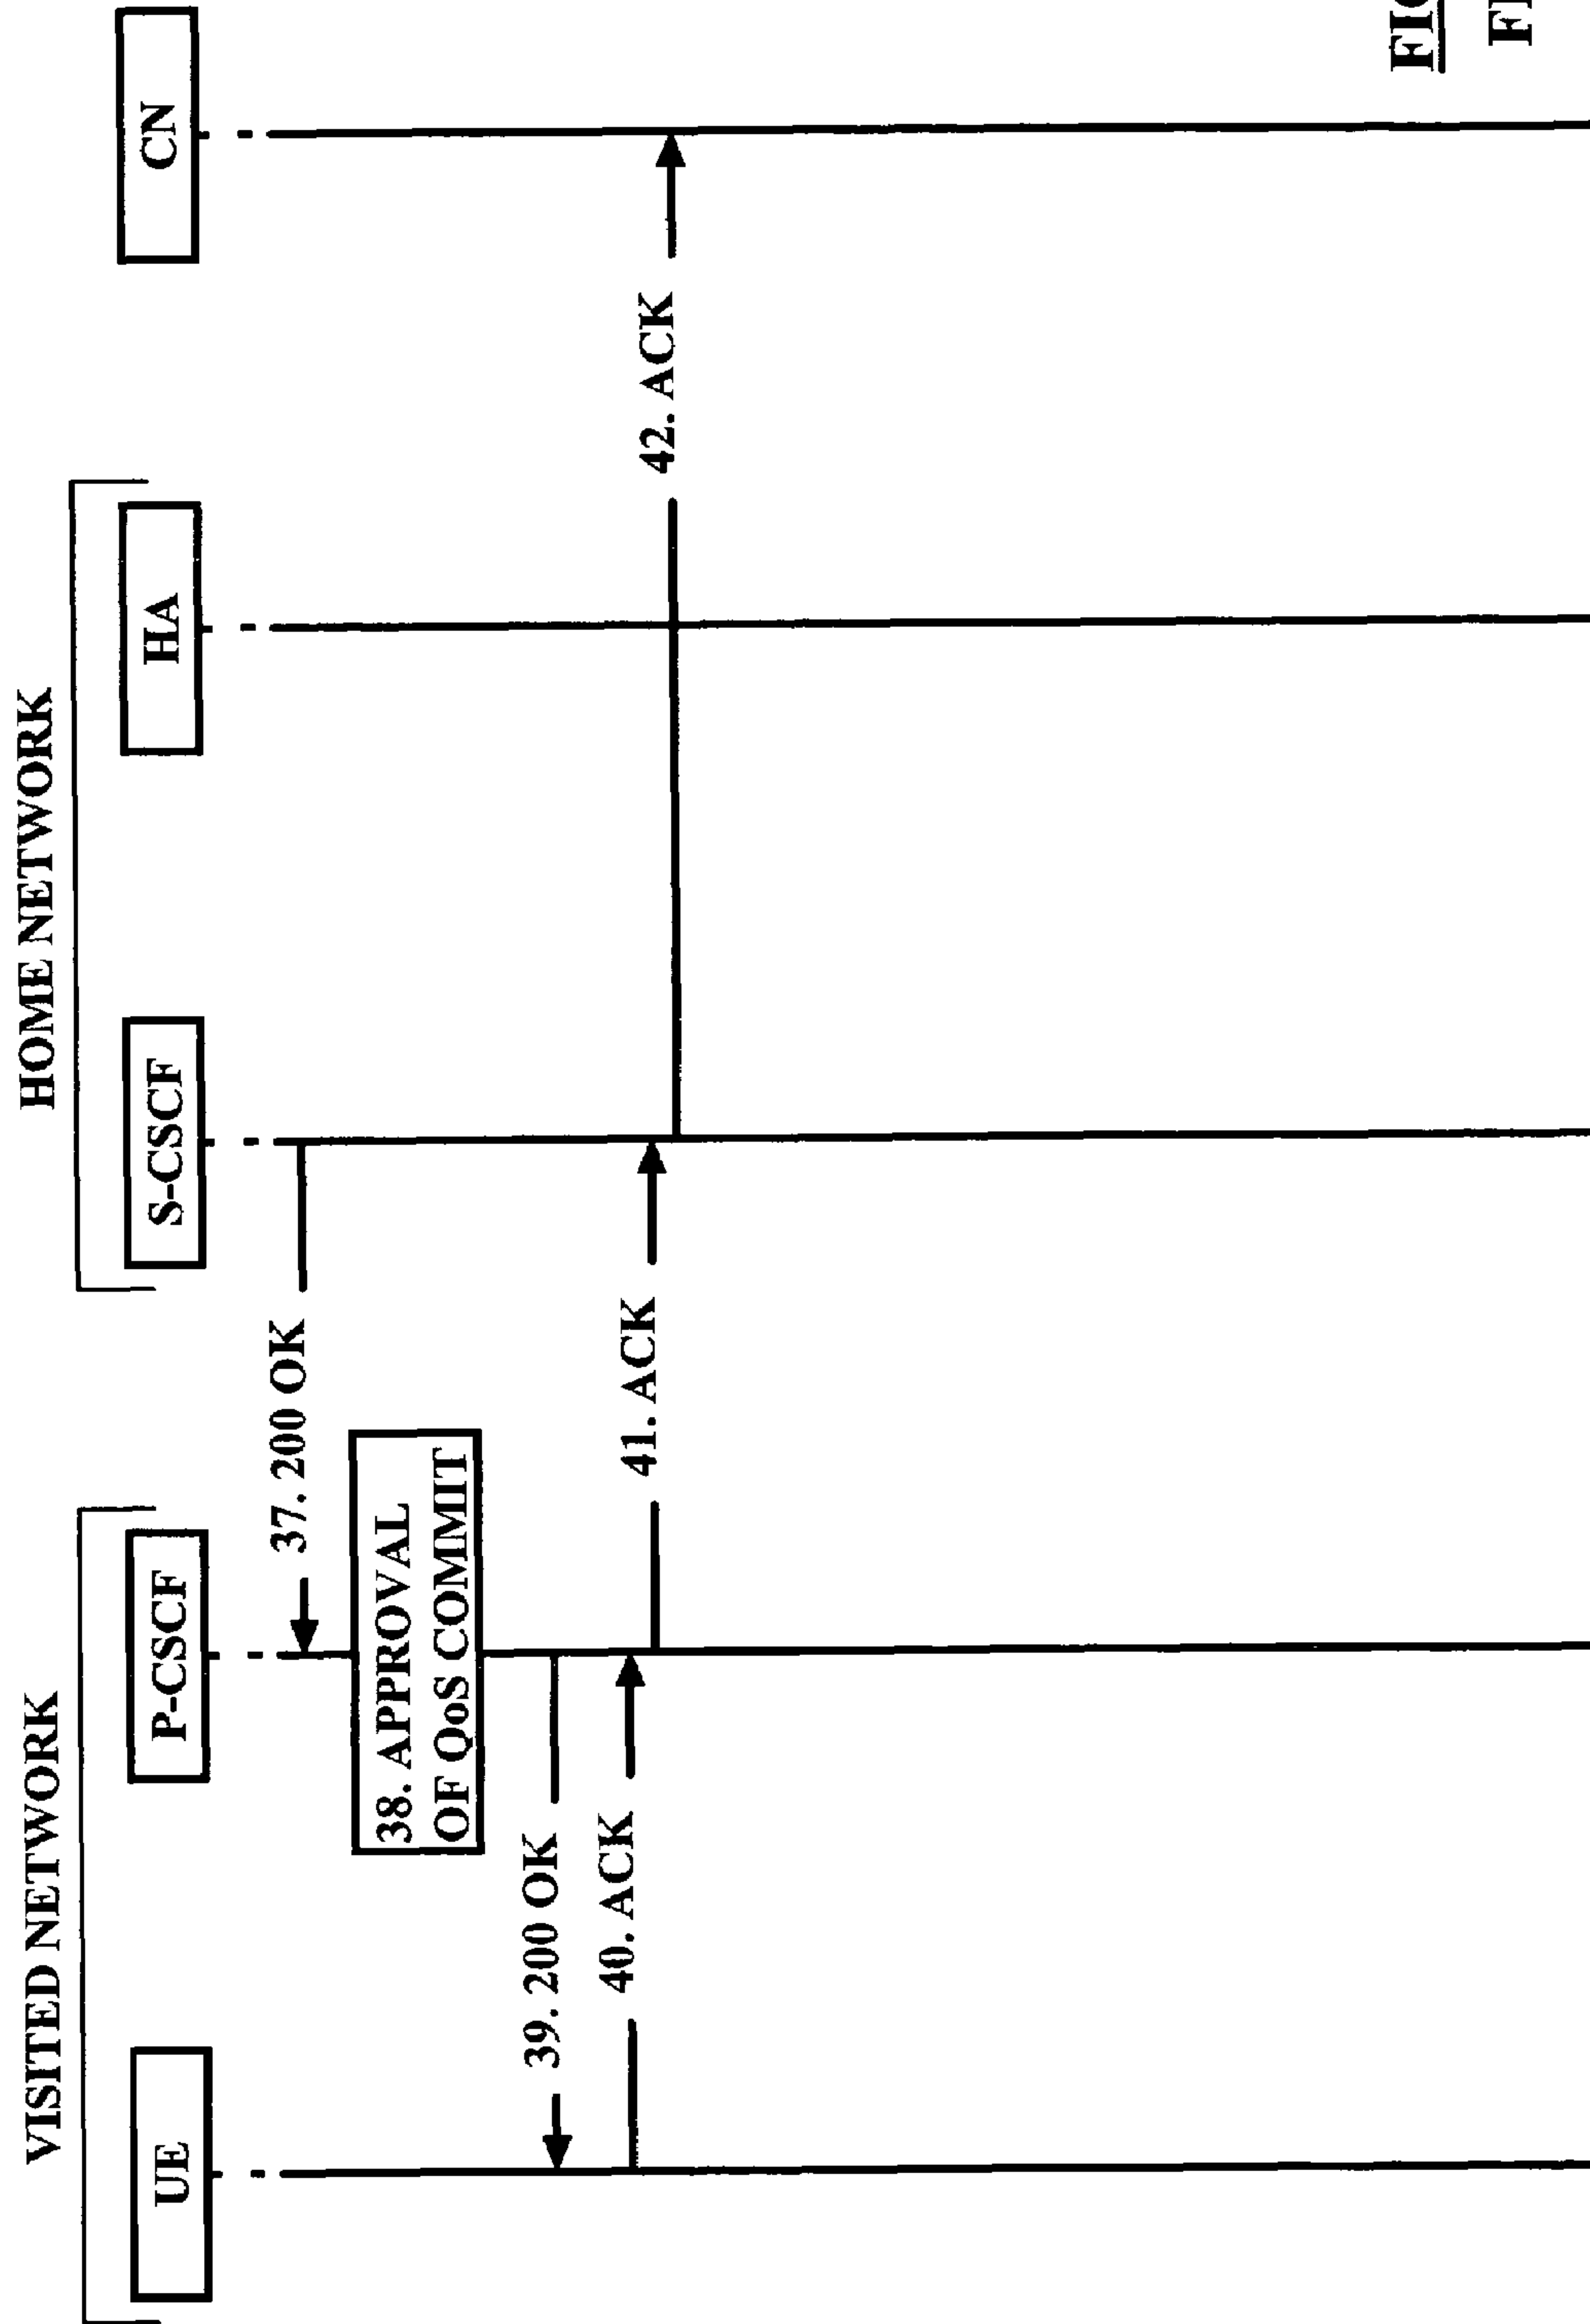 VISITED NETWORK
HOME NETWORK
UE
P-CSCF
S-CSCF
HA
CN
37. 200 OK
38. APPROVAL
OF QoS COMMIT
39. 200 OK
40. ACK
41. ACK
42. ACK